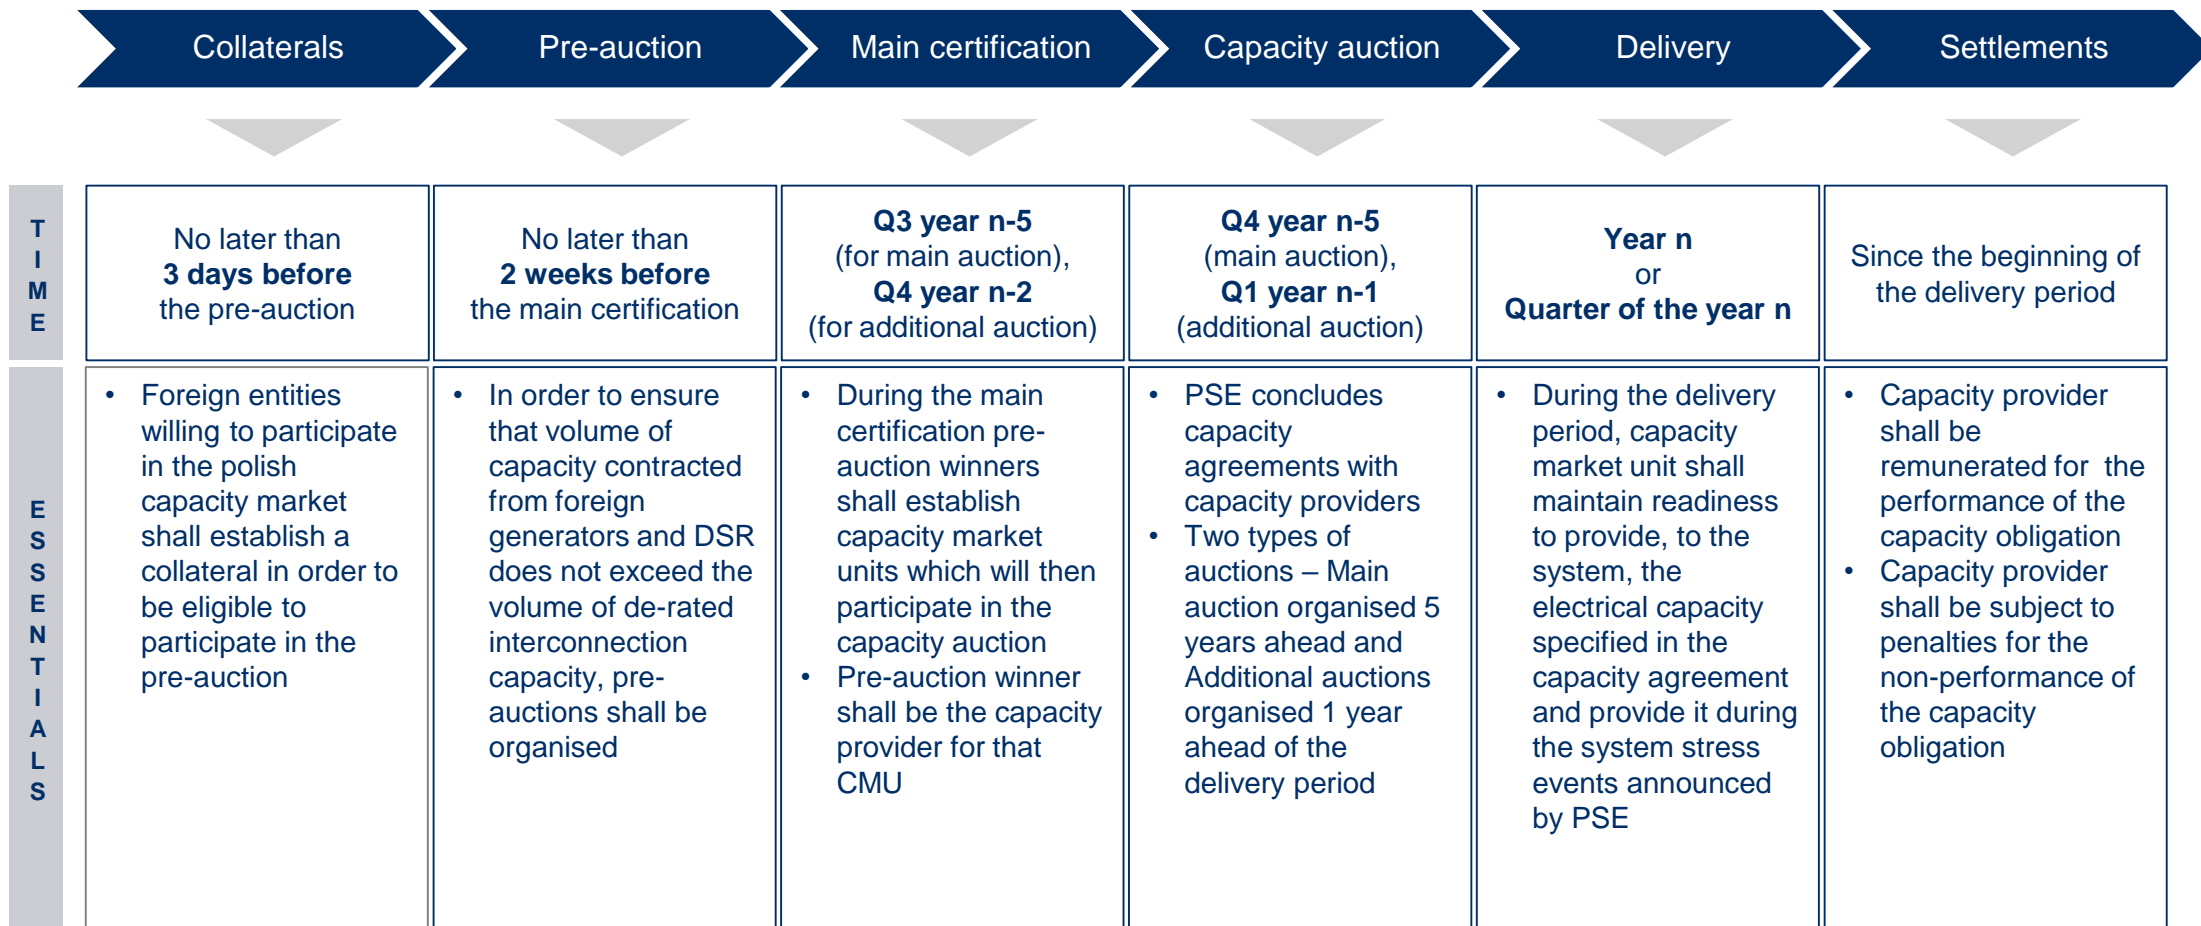 Collaterals
Pre-auction
Main certification
Capacity auction
Delivery
Settlements
TIME
No later than
3 days before
the pre-auction
No later than
2 weeks before
the main certification
Q3 year n-5
(for main auction),
Q4 year n-2
(for additional auction)
Q4 year n-5
(main auction),
Q1 year n-1
(additional auction)
Year n
or
Quarter of the year n
Since the beginning of
the delivery period
ESSENTIALS
• Foreign entities
willing to participate
in the polish
capacity market
shall establish a
collateral in order to
be eligible to
participate in the
pre-auction
• In order to ensure
that volume of
capacity contracted
from foreign
generators and DSR
does not exceed the
volume of de-rated
interconnection
capacity, pre-
auctions shall be
organised
• During the main
certification pre-
auction winners
shall establish
capacity market
units which will then
participate in the
capacity auction
• Pre-auction winner
shall be the capacity
provider for that
CMU
• PSE concludes
capacity
agreements with
capacity providers
• Two types of
auctions – Main
auction organised 5
years ahead and
Additional auctions
organised 1 year
ahead of the
delivery period
• During the delivery
period, capacity
market unit shall
maintain readiness
to provide, to the
system, the
electrical capacity
specified in the
capacity agreement
and provide it during
the system stress
events announced
by PSE
• Capacity provider
shall be
remunerated for the
performance of the
capacity obligation
• Capacity provider
shall be subject to
penalties for the
non-performance of
the capacity
obligation